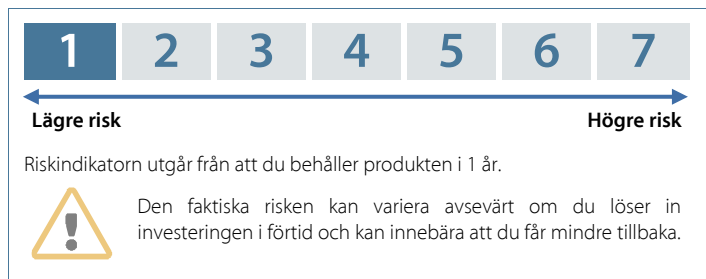 1 2 3 4 5 6 7
Lägre risk Högre risk
Riskindikatorn utgår från att du behåller produkten i 1 år.
!
Den faktiska risken kan variera avsevärt om du löser in
investeringen i förtid och kan innebära att du får mindre tillbaka.